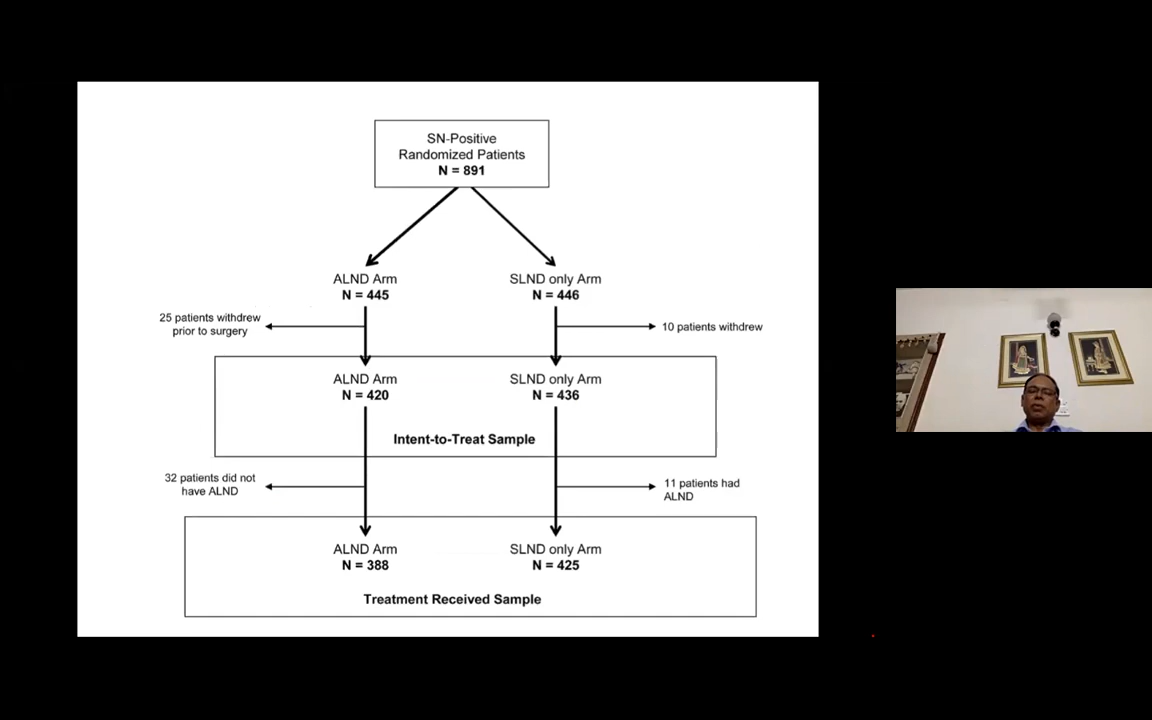 SN-Positive
Randomized Patients
N = 891
ALND Arm
N = 445
SLND only Arm
N = 446
25 patients withdrew
prior to surgery
10 patients withdrew
ALND Arm
N = 420
SLND only Arm
N = 436
Intent-to-Treat Sample
32 patients did not
have ALND
11 patients had
ALND
ALND Arm
N = 388
SLND only Arm
N = 425
Treatment Received Sample